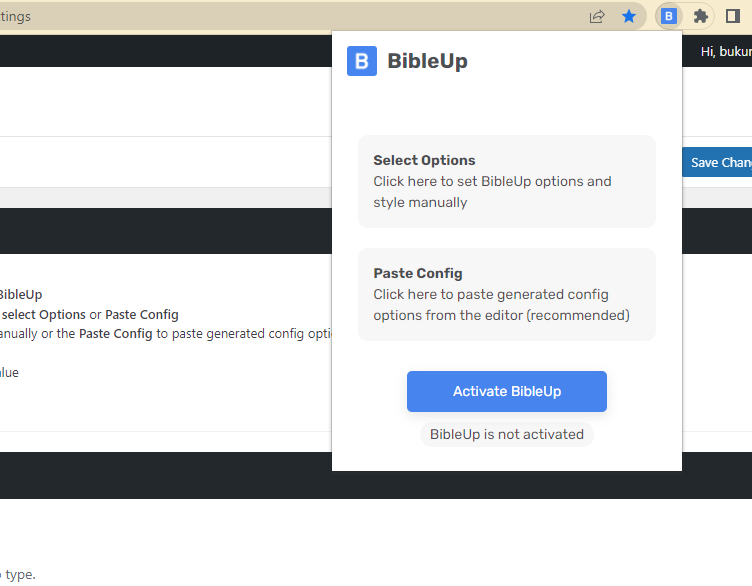 ttings
B
Hi, bukun
B BibleUp
Save Chan
Select Options
Click here to set BibleUp options and
style manually
Paste Config
Click here to paste generated config
options from the editor (recommended)
BibleUp
select Options or Paste Config
anually or the Paste Config to paste generated config opti
alue
Activate BibleUp
BibleUp is not activated
type.